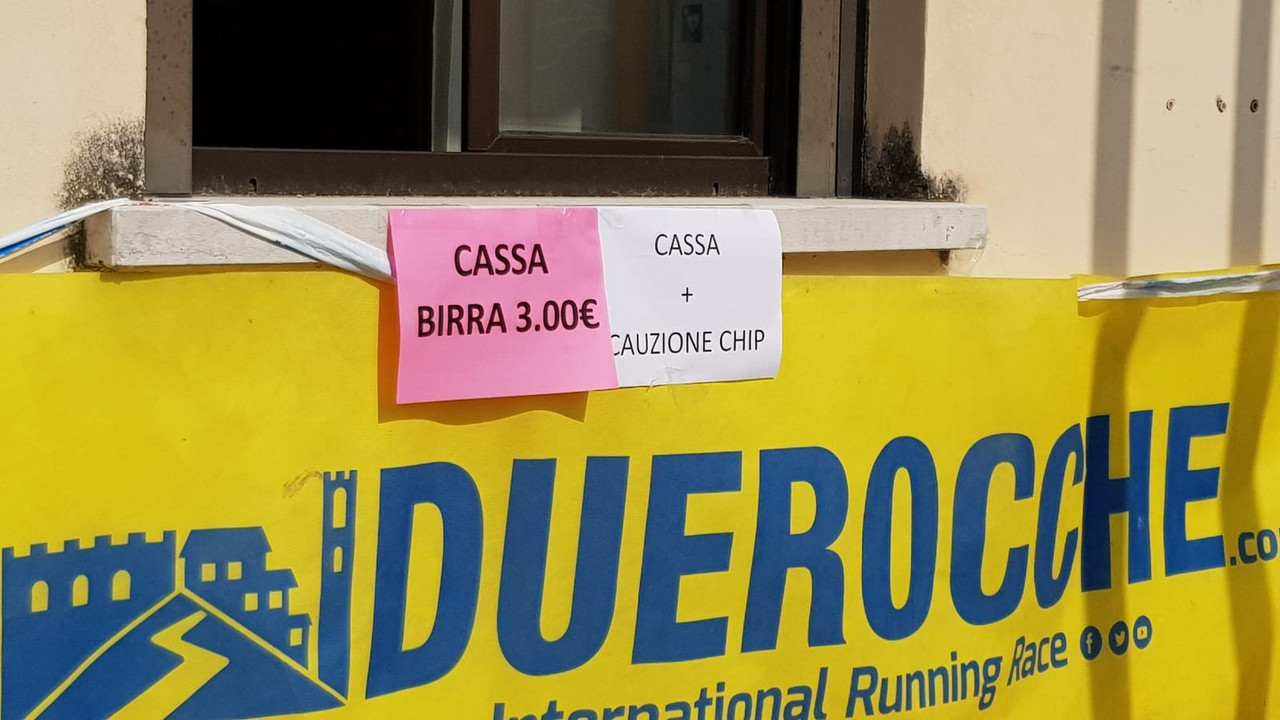 CASSA
BIRRA 3.00€
CASSA
+
CAUZIONE CHIP
DUEROCCHE.co
International Running Race